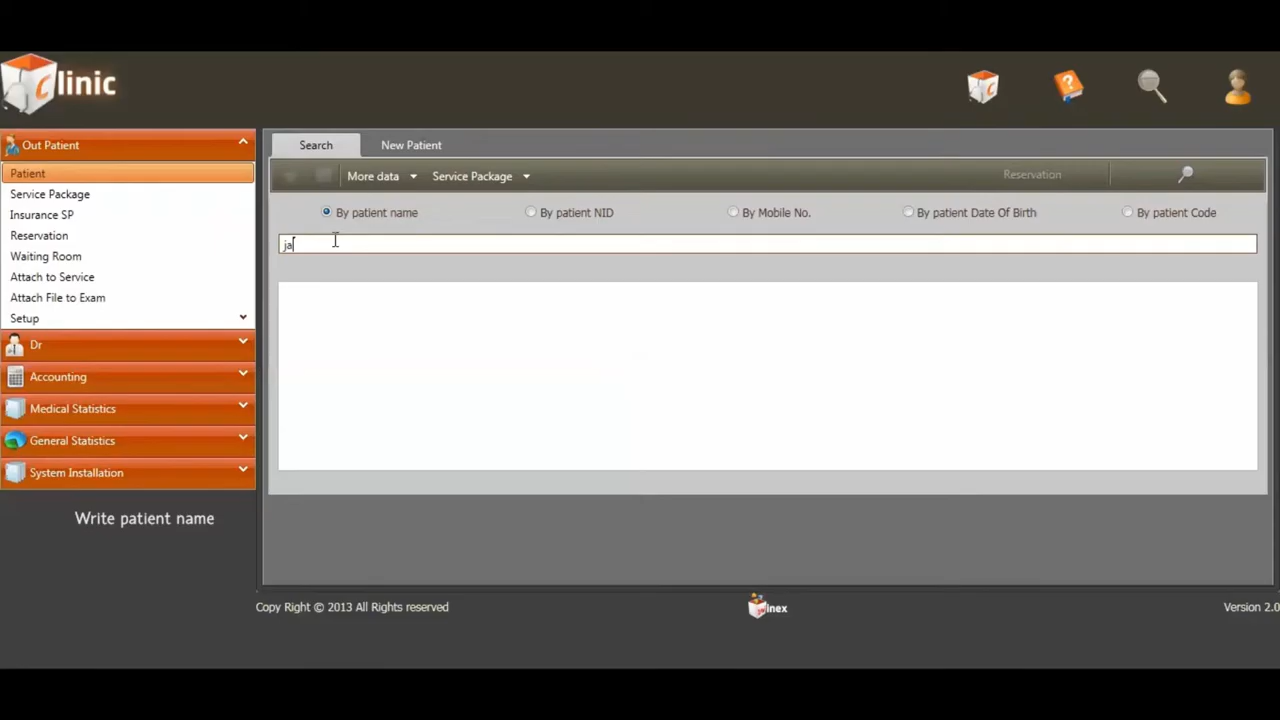 Clinic
Out Patient
Search
New Patient
Patient
More data
Service Package
Reservation
Service Package
Insurance SP
By patient name
By patient NID
By Mobile No.
By patient Date Of Birth
By patient Code
Reservation
ja
Waiting Room
Attach to Service
Attach File to Exam
Setup
Dr
Accounting
Medical Statistics
General Statistics
System Installation
Write patient name
Copy Right © 2013 All Rights reserved
inex
Version 2.0